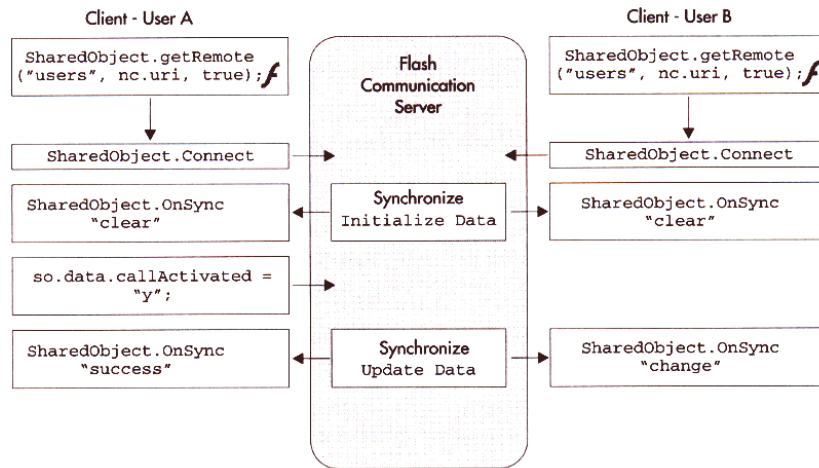 Client - User A
SharedObject.getRemote
("users", nc.uri, true);
SharedObject.Connect
SharedObject.OnSync
"clear"
so.data.callActivated =
"y";
SharedObject.OnSync
"success"
Flash
Communication
Server
Synchronize
Initialize Data
Synchronize
Update Data
Client - User B
SharedObject.getRemote
("users", nc.uri, true);
SharedObject.Connect
SharedObject.OnSync
"clear"
SharedObject.OnSync
"change"